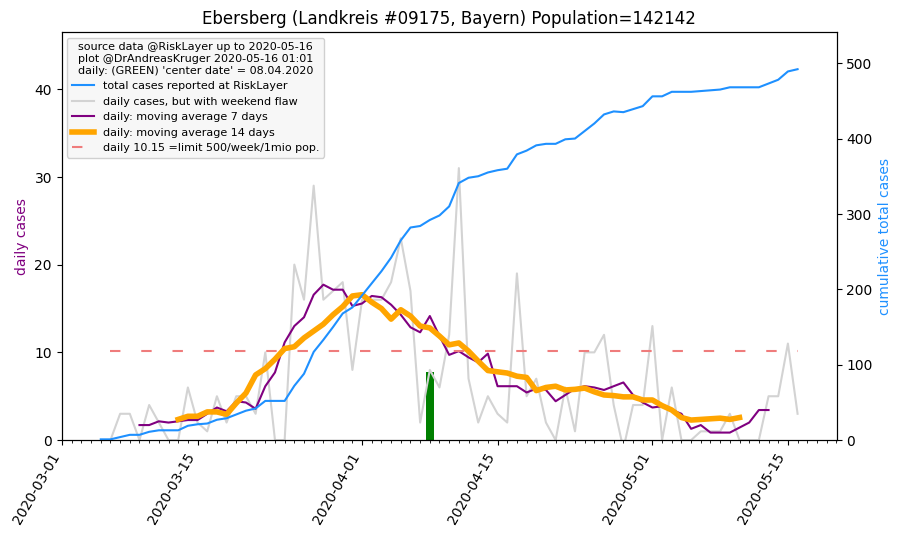 Ebersberg (Landkreis #09175, Bayern) Population=142142
source data @RiskLayer up to 2020-05-16
plot @DrAndreasKruger 2020-05-16 01:01
daily: (GREEN) 'center date' = 08.04.2020
total cases reported at RiskLayer
daily cases, but with weekend flaw
daily: moving average 7 days
daily: moving average 14 days
daily 10.15 =limit 500/week/1mio pop.
daily cases
40
30
20
10
0
cumulative total cases
500
400
300
200
100
0
2020-03-01
2020-03-15
2020-04-01
2020-04-15
2020-05-01
2020-05-15